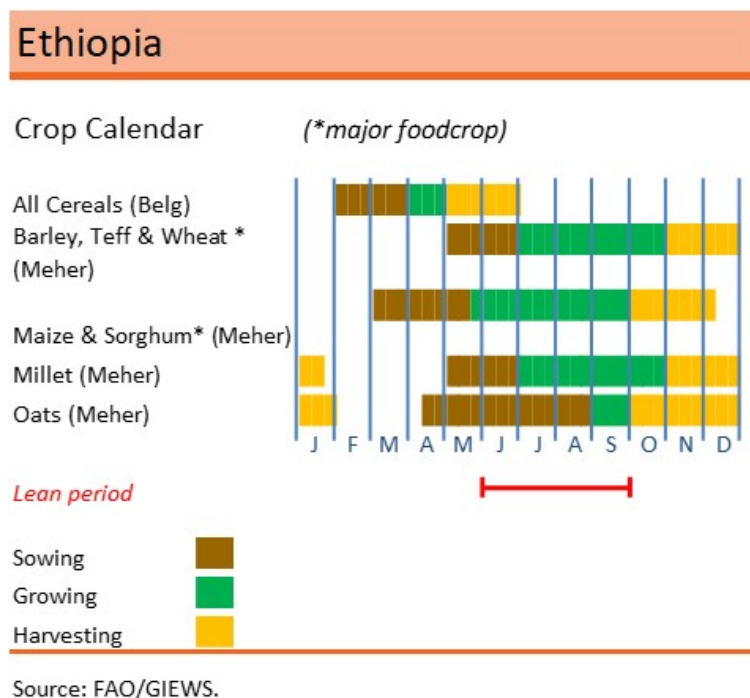 Ethiopia
Crop Calendar (*major foodcrop)
All Cereals (Belg)
Barley, Teff & Wheat *
(Meher)
Maize & Sorghum* (Meher)
Millet (Meher)
Oats (Meher)
J F M A M J J A S O N D
Lean period
Sowing
Growing
Harvesting
Source: FAO/GIEWS.